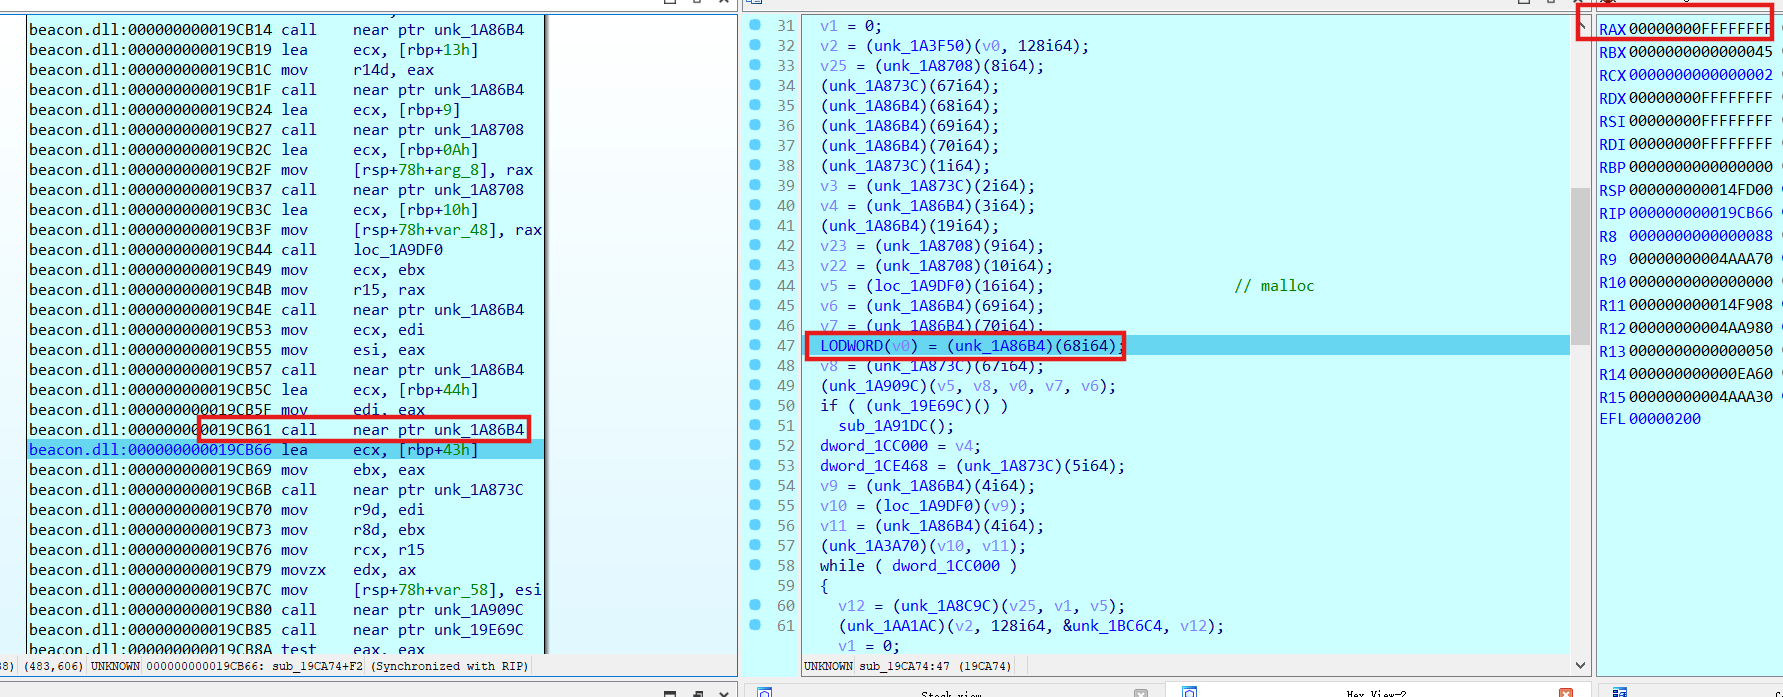 beacon.dll:000000000019CB14 call near ptr unk_1A86B4
beacon.dll:000000000019CB19 lea ecx, [rbp+13h]
beacon.dll:000000000019CB1C mov r14d, eax
beacon.dll:000000000019CB1F call near ptr unk_1A86B4
beacon.dll:000000000019CB24 lea ecx, [rbp+9]
beacon.dll:000000000019CB27 call near ptr unk_1A8708
beacon.dll:000000000019CB2C lea ecx, [rbp+0Ah]
beacon.dll:000000000019CB2F mov [rsp+78h+arg_8], rax
beacon.dll:000000000019CB37 call near ptr unk_1A8708
beacon.dll:000000000019CB3C lea ecx, [rbp+10h]
beacon.dll:000000000019CB3F mov [rsp+78h+var_48], rax
beacon.dll:000000000019CB44 call loc_1A9DF0
beacon.dll:000000000019CB49 mov ecx, ebx
beacon.dll:000000000019CB4B mov r15, rax
beacon.dll:000000000019CB4E call near ptr unk_1A86B4
beacon.dll:000000000019CB53 mov ecx, edi
beacon.dll:000000000019CB55 mov esi, eax
beacon.dll:000000000019CB57 call near ptr unk_1A86B4
beacon.dll:000000000019CB5C lea ecx, [rbp+44h]
beacon.dll:000000000019CB5F mov edi, eax
beacon.dll:000000000019CB61 call near ptr unk_1A86B4
beacon.dll:000000000019CB66 lea ecx, [rbp+43h]
beacon.dll:000000000019CB69 mov ebx, eax
beacon.dll:000000000019CB6B call near ptr unk_1A873C
beacon.dll:000000000019CB70 mov r9d, edi
beacon.dll:000000000019CB73 mov r8d, ebx
beacon.dll:000000000019CB76 mov rcx, r15
beacon.dll:000000000019CB79 movzx edx, ax
beacon.dll:000000000019CB7C mov [rsp+78h+var_58], esi
beacon.dll:000000000019CB80 call near ptr unk_1A909C
beacon.dll:000000000019CB85 call near ptr unk_19E69C
beacon.dll:000000000019CB8A test eax, eax
(483,606) UNKNOWN 000000000019CB66: sub_19CA74+F2 (Synchronized with RIP)
31 v1 = 0;
32 v2 = (unk_1A3F50)(v0, 128i64);
33 v25 = (unk_1A8708)(8i64);
34 (unk_1A873C)(67i64);
35 (unk_1A86B4)(68i64);
36 (unk_1A86B4)(69i64);
37 (unk_1A86B4)(70i64);
38 (unk_1A873C)(1i64);
39 v3 = (unk_1A873C)(2i64);
40 v4 = (unk_1A86B4)(3i64);
41 (unk_1A86B4)(19i64);
42 v23 = (unk_1A8708)(9i64);
43 v22 = (unk_1A8708)(10i64);
44 v5 = (loc_1A9DF0)(16i64); // malloc
45 v6 = (unk_1A86B4)(69i64);
46 v7 = (unk_1A86B4)(70i64);
47 LODWORD(v0) = (unk_1A86B4)(68i64);
48 v8 = (unk_1A873C)(67i64);
49 (unk_1A909C)(v5, v8, v0, v7, v6);
50 if ( (unk_19E69C)() )
51 sub_1A91DC();
52 dword_1CC000 = v4;
53 dword_1CE468 = (unk_1A873C)(5i64);
54 v9 = (unk_1A86B4)(4i64);
55 v10 = (loc_1A9DF0)(v9);
56 v11 = (unk_1A86B4)(4i64);
57 (unk_1A3A70)(v10, v11);
58 while ( dword_1CC000 )
59 {
60 v12 = (unk_1A8C9C)(v25, v1, v5);
61 (unk_1AA1AC)(v2, 128i64, &unk_1BC6C4, v12);
v1 = 0;
UNKNOWN sub_19CA74:47 (19CA74)
RAX 00000000FFFFFFFF
RBX 0000000000000045
RCX 0000000000000002
RDX 00000000FFFFFFFF
RSI 00000000FFFFFFFF
RDI 00000000FFFFFFFF
RBP 0000000000000000
RSP 000000000014FD00
RIP 000000000019CB66
R8 0000000000000088
R9 00000000004AAA70
R10 0000000000000000
R11 000000000014F908
R12 00000000004AA980
R13 0000000000000050
R14 000000000000EA60
R15 00000000004AAA30
EFL 00000200
Stack view
Hex View-2